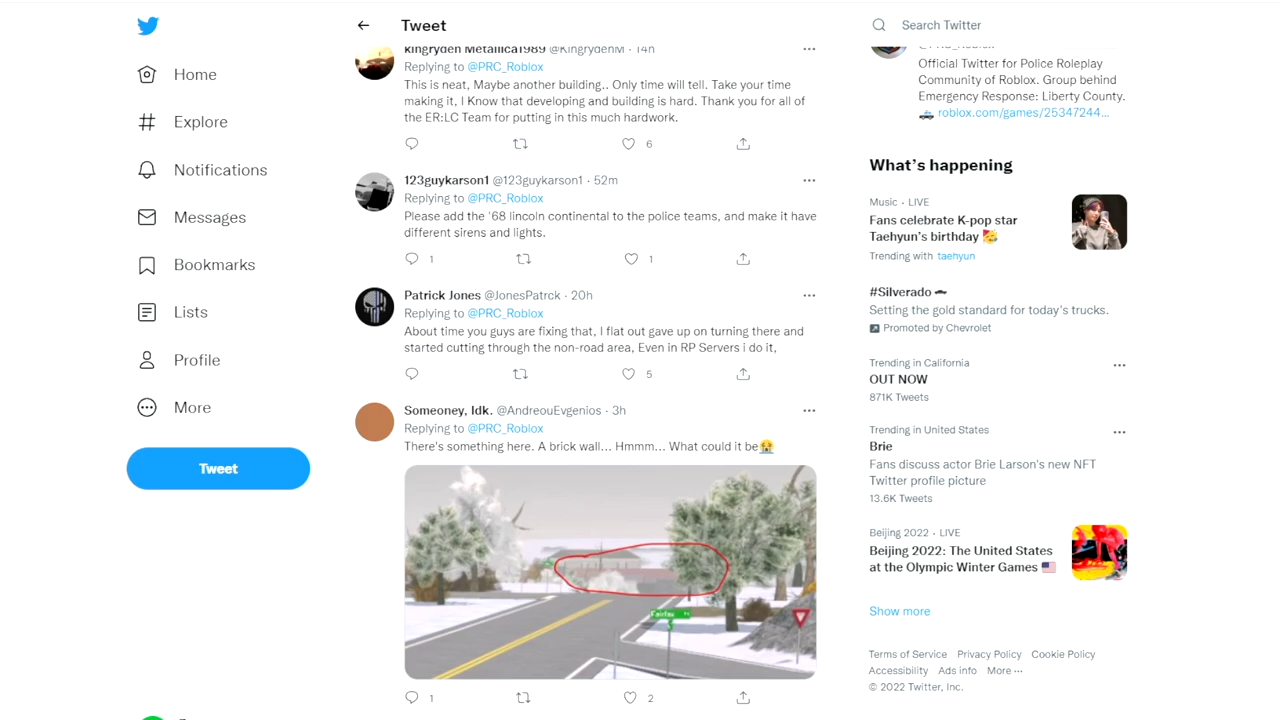 Home
Explore
Notifications
Messages
Bookmarks
Lists
Profile
More
Tweet
Tweet
kingryden Metallica1989 @KingrydenM · 14h
Replying to @PRC_Roblox
This is neat, Maybe another building.. Only time will tell. Take your time
making it, I Know that developing and building is hard. Thank you for all of
the ER:LC Team for putting in this much hardwork.
6
123guykarson1 @123guykarson1 · 52m
Replying to @PRC_Roblox
Please add the '68 lincoln continental to the police teams, and make it have
different sirens and lights.
1 1
Patrick Jones @JonesPatrck · 20h
Replying to @PRC_Roblox
About time you guys are fixing that, I flat out gave up on turning there and
started cutting through the non-road area, Even in RP Servers i do it,
5
Someoney, Idk. @AndreouEvgenios · 3h
Replying to @PRC_Roblox
There's something here. A brick wall... Hmmm... What could it be😭
Fairfax
1 2
Search Twitter
@PRC_Roblox
Official Twitter for Police Roleplay
Community of Roblox. Group behind
Emergency Response: Liberty County.
🚓 roblox.com/games/25347244...
What's happening
Music · LIVE
Fans celebrate K-pop star
Taehyun's birthday 🥳
Trending with taehyun
#Silverado
Setting the gold standard for today's trucks.
Promoted by Chevrolet
Trending in California
OUT NOW
871K Tweets
Trending in United States
Brie
Fans discuss actor Brie Larson's new NFT
Twitter profile picture
13.6K Tweets
Beijing 2022 · LIVE
Beijing 2022: The United States
at the Olympic Winter Games 🇺🇸
Show more
Terms of Service Privacy Policy Cookie Policy
Accessibility Ads info More ···
© 2022 Twitter, Inc.